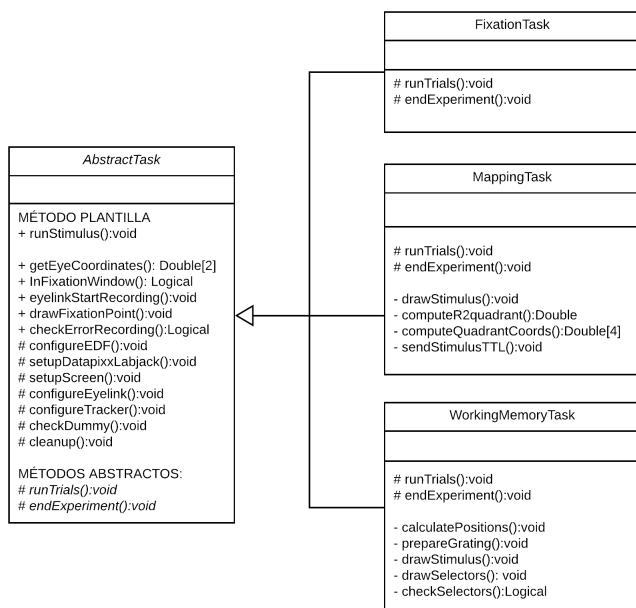 AbstractTask
MÉTODO PLANTILLA
+ runStimulus():void
+ getEyeCoordinates(): Double[2]
+ InFixationWindow(): Logical
+ eyelinkStartRecording():void
+ drawFixationPoint():void
+ checkErrorRecording():Logical
# configureEDF():void
# setupDatapixxLabjack():void
# setupScreen():void
# configureEyelink():void
# configureTracker():void
# checkDummy():void
# cleanup():void
MÉTODOS ABSTRACTOS:
# runTrials():void
# endExperiment():void
FixationTask
# runTrials():void
# endExperiment():void
MappingTask
# runTrials():void
# endExperiment():void
- drawStimulus():void
- computeR2quadrant():Double
- computeQuadrantCoords():Double[4]
- sendStimulusTTL():void
WorkingMemoryTask
# runTrials():void
# endExperiment():void
- calculatePositions():void
- prepareGrating():void
- drawStimulus():void
- drawSelectors(): void
- checkSelectors():Logical